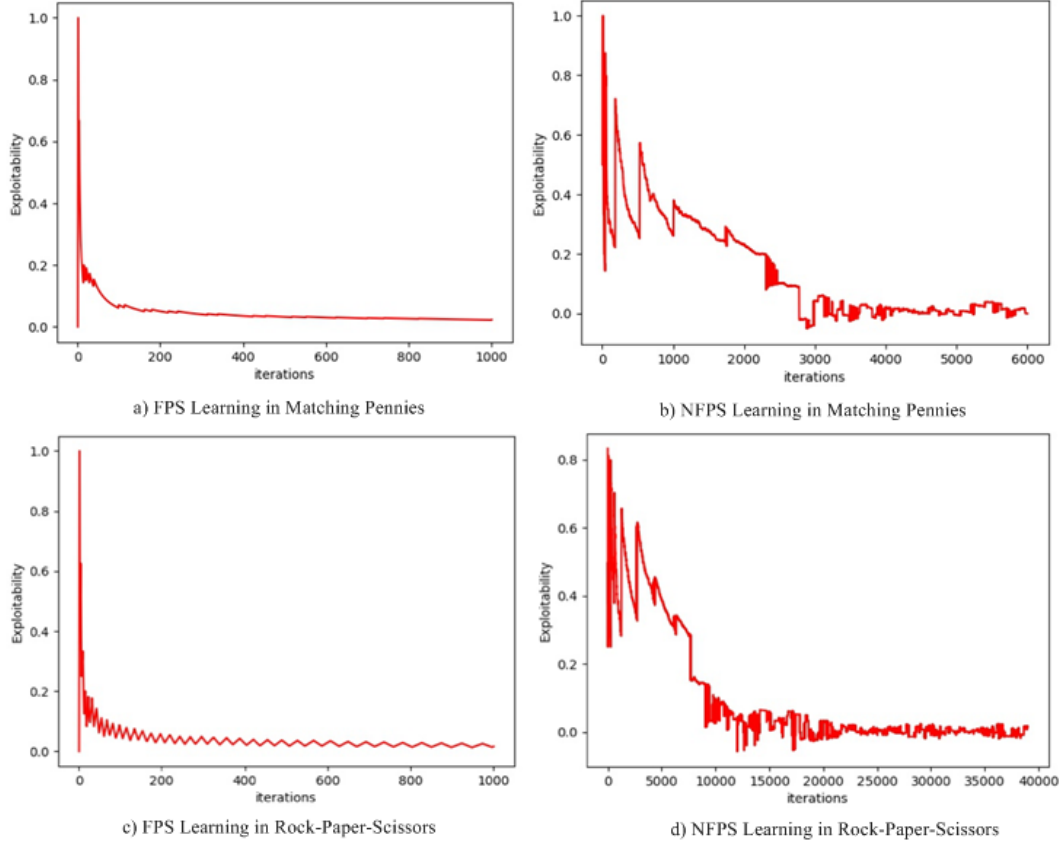 1.0
0.8
0.6
0.4
0.2
0.0
Exploitability
0 200 400 600 800 1000
iterations
a) FPS Learning in Matching Pennies
1.0
0.8
0.6
0.4
0.2
0.0
Exploitability
0 1000 2000 3000 4000 5000 6000
iterations
b) NFPS Learning in Matching Pennies
1.0
0.8
0.6
0.4
0.2
0.0
Exploitability
0 200 400 600 800 1000
iterations
c) FPS Learning in Rock-Paper-Scissors
0.8
0.6
0.4
0.2
0.0
Exploitability
0 5000 10000 15000 20000 25000 30000 35000 40000
iterations
d) NFPS Learning in Rock-Paper-Scissors